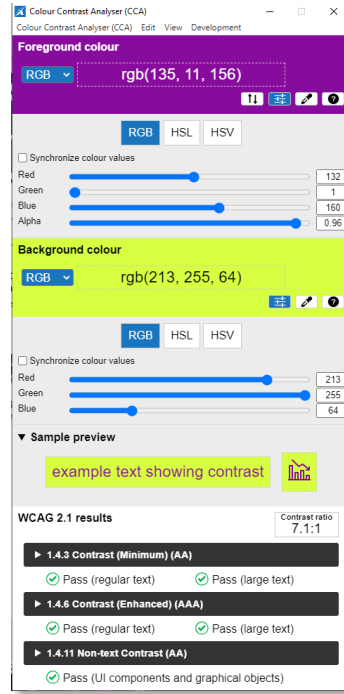 Colour Contrast Analyser (CCA)
Colour Contrast Analyser (CCA) Edit View Development
Foreground colour
RGB rgb(135, 11, 156)
RGB HSL HSV
Synchronize colour values
Red 132
Green 1
Blue 160
Alpha 0.96
Background colour
RGB rgb(213, 255, 64)
RGB HSL HSV
Synchronize colour values
Red 213
Green 255
Blue 64
▼ Sample preview
example text showing contrast
WCAG 2.1 results
Contrast ratio
7.1:1
▶ 1.4.3 Contrast (Minimum) (AA)
Pass (regular text) Pass (large text)
▶ 1.4.6 Contrast (Enhanced) (AAA)
Pass (regular text) Pass (large text)
▶ 1.4.11 Non-text Contrast (AA)
Pass (UI components and graphical objects)